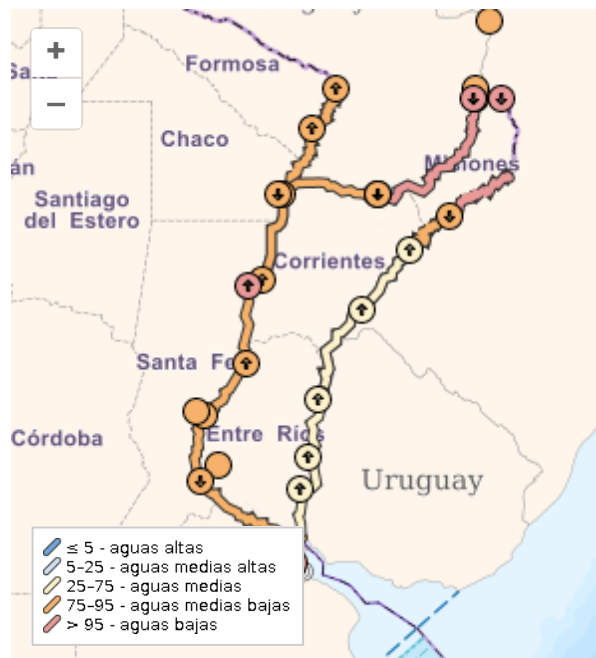 +
Formosa
−
Chaco
Misiones
Santiago
del Estero
Corrientes
Santa Fe
Entre Ríos
Córdoba
Uruguay
≤ 5 - aguas altas
5-25 - aguas medias altas
25-75 - aguas medias
75-95 - aguas medias bajas
> 95 - aguas bajas